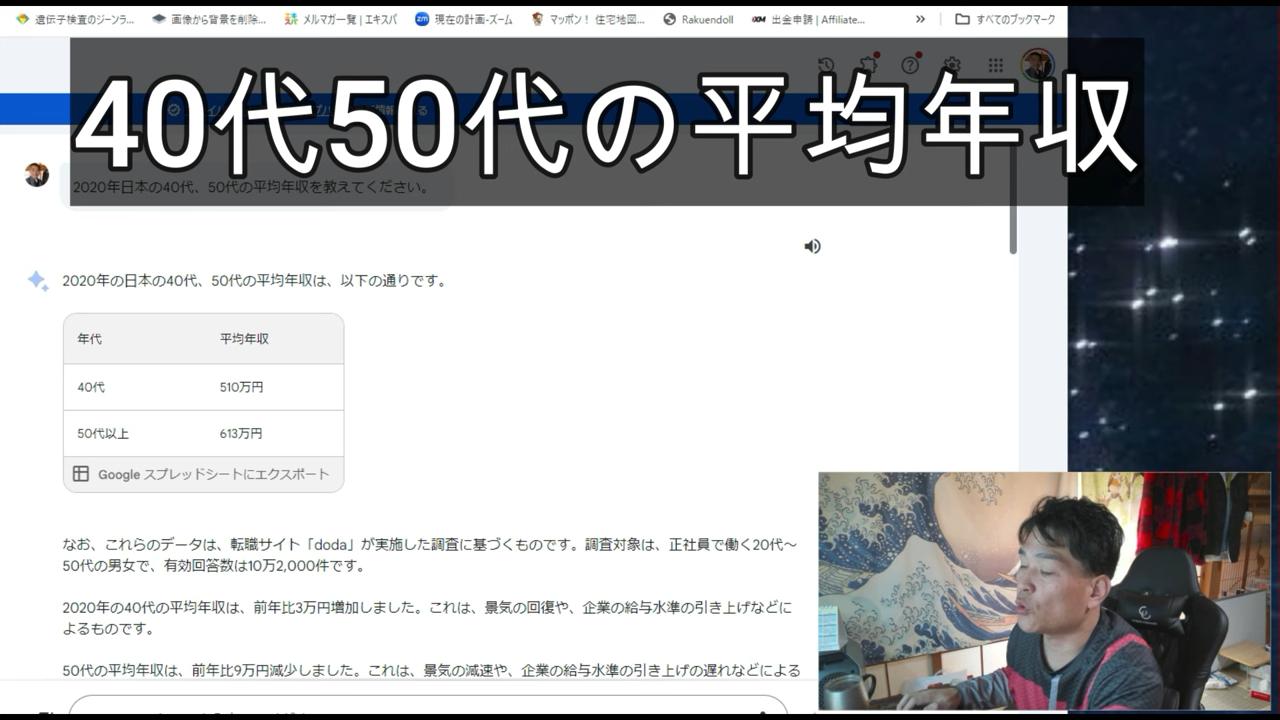 遺伝子検査のジーンラ...
画像から背景を削除...
メルマガ一覧 | エキスパ
現在の計画-ズーム
マッポン！ 住宅地図...
Rakuendoll
出金申請 | Affiliate...
すべてのブックマーク
40代50代の平均年収
2020年日本の40代、50代の平均年収を教えてください。
2020年の日本の40代、50代の平均年収は、以下の通りです。
年代 平均年収
40代 510万円
50代以上 613万円
Google スプレッドシートにエクスポート
なお、これらのデータは、転職サイト「doda」が実施した調査に基づくものです。調査対象は、正社員で働く20代～
50代の男女で、有効回答数は10万2,000件です。
2020年の40代の平均年収は、前年比3万円増加しました。これは、景気の回復や、企業の給与水準の引き上げなどに
よるものです。
50代の平均年収は、前年比9万円減少しました。これは、景気の減速や、企業の給与水準の引き上げの遅れなどによる